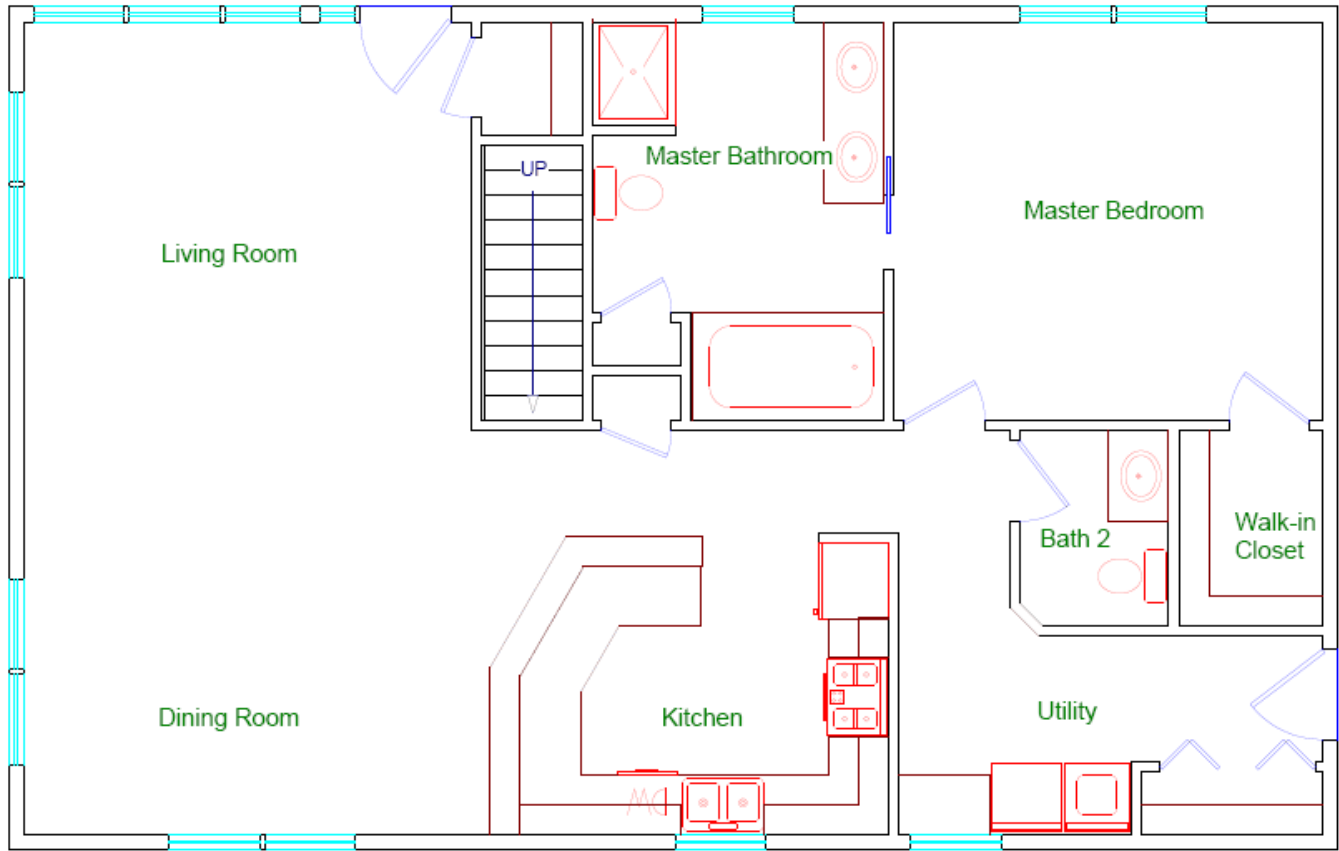 UP
Master Bathroom
Master Bedroom
Living Room
Walk-in
Closet
Bath 2
Dining Room
Kitchen
Utility
DW